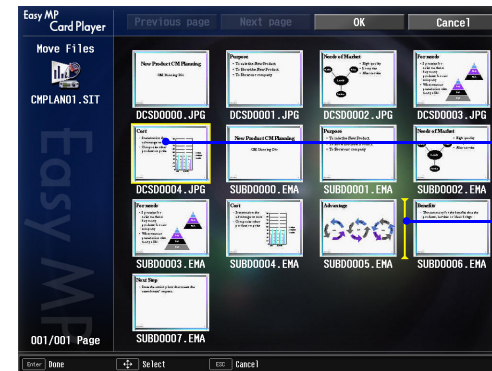 Easy MP
Card Player
Previous page
Next page
OK
Cancel
Move Files
CMPLAN01.SIT
New Product CM Planning
Purpose
Needs of Market
For needs
DCSD0000.JPG
DCSD0001.JPG
DCSD0002.JPG
DCSD0003.JPG
Cost
New Product CM Planning
Purpose
Needs of Market
DCSD0004.JPG
SUBD0000.EMA
SUBD0001.EMA
SUBD0002.EMA
For needs
Cost
Advantage
Benefits
SUBD0003.EMA
SUBD0004.EMA
SUBD0005.EMA
SUBD0006.EMA
Next Step
SUBD0007.EMA
Easy MP
001/001 Page
Enter Done
Select
ESC Cancel